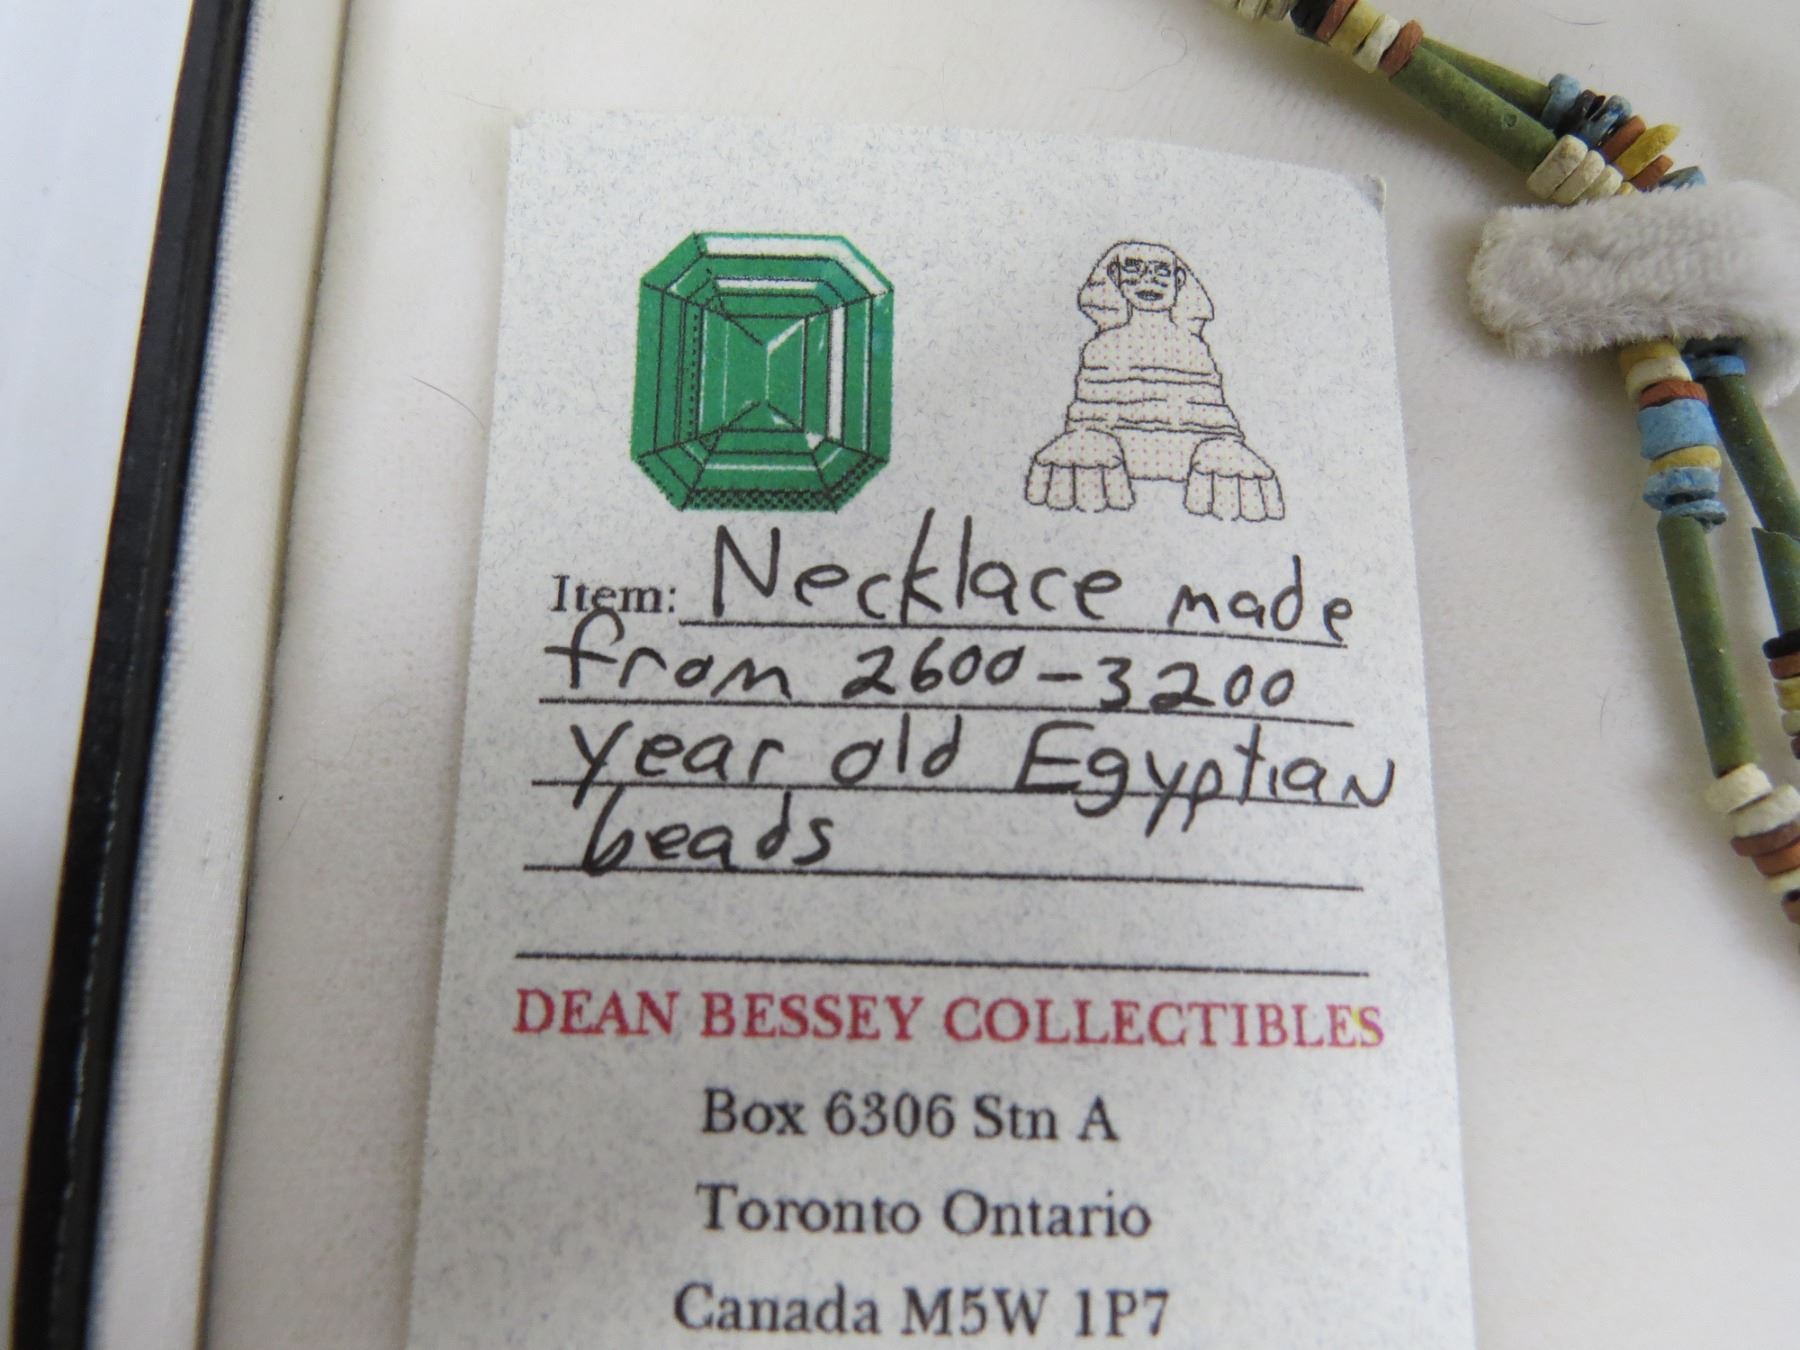 Item: Necklace made
from 2600-3200
year old Egyptian
beads
DEAN BESSEY COLLECTIBLES
Box 6306 Stn A
Toronto Ontario
Canada M5W 1P7